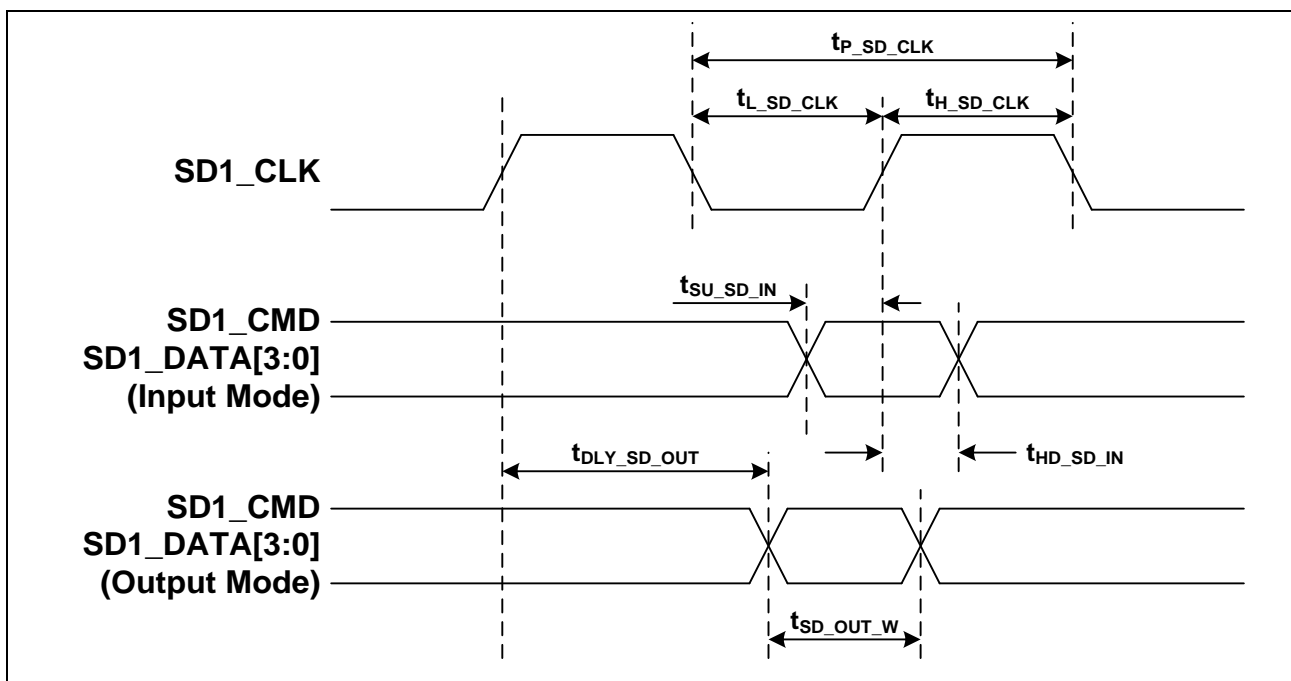 tP_SD_CLK
tL_SD_CLK
tH_SD_CLK
SD1_CLK
tSU_SD_IN
SD1_CMD
SD1_DATA[3:0]
(Input Mode)
tHD_SD_IN
tDLY_SD_OUT
SD1_CMD
SD1_DATA[3:0]
(Output Mode)
tSD_OUT_W